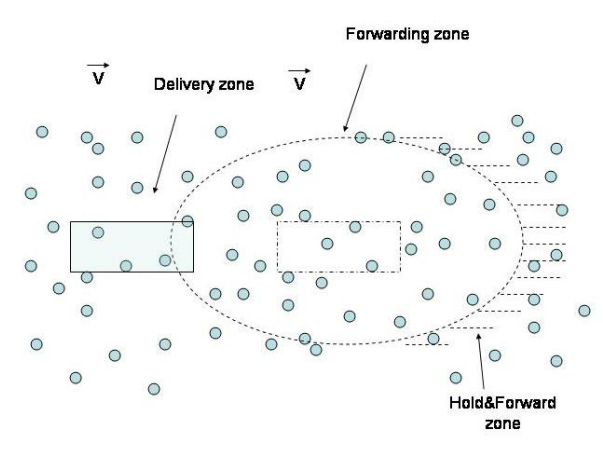 Forwarding zone
V
Delivery zone
V
Hold&Forward
zone